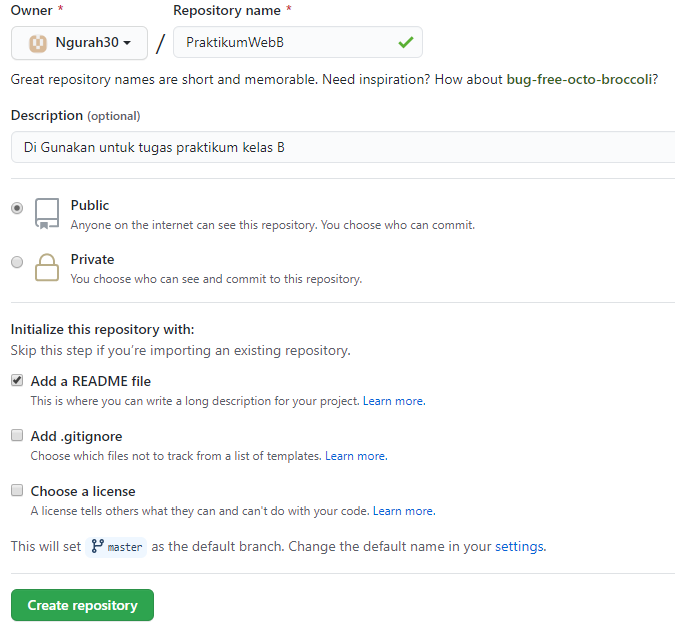 Owner * Repository name *
Ngurah30 / PraktikumWebB
Great repository names are short and memorable. Need inspiration? How about bug-free-octo-broccoli?
Description (optional)
Di Gunakan untuk tugas praktikum kelas B
Public
Anyone on the internet can see this repository. You choose who can commit.
Private
You choose who can see and commit to this repository.
Initialize this repository with:
Skip this step if you're importing an existing repository.
Add a README file
This is where you can write a long description for your project. Learn more.
Add .gitignore
Choose which files not to track from a list of templates. Learn more.
Choose a license
A license tells others what they can and can't do with your code. Learn more.
This will set master as the default branch. Change the default name in your settings.
Create repository